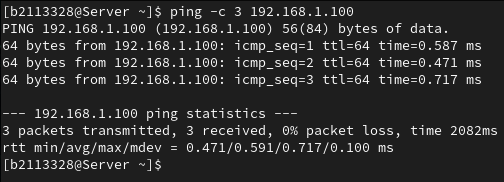 [b2113328@Server ~]$ ping -c 3 192.168.1.100
PING 192.168.1.100 (192.168.1.100) 56(84) bytes of data.
64 bytes from 192.168.1.100: icmp_seq=1 ttl=64 time=0.587 ms
64 bytes from 192.168.1.100: icmp_seq=2 ttl=64 time=0.471 ms
64 bytes from 192.168.1.100: icmp_seq=3 ttl=64 time=0.717 ms
--- 192.168.1.100 ping statistics ---
3 packets transmitted, 3 received, 0% packet loss, time 2082ms
rtt min/avg/max/mdev = 0.471/0.591/0.717/0.100 ms
[b2113328@Server ~]$